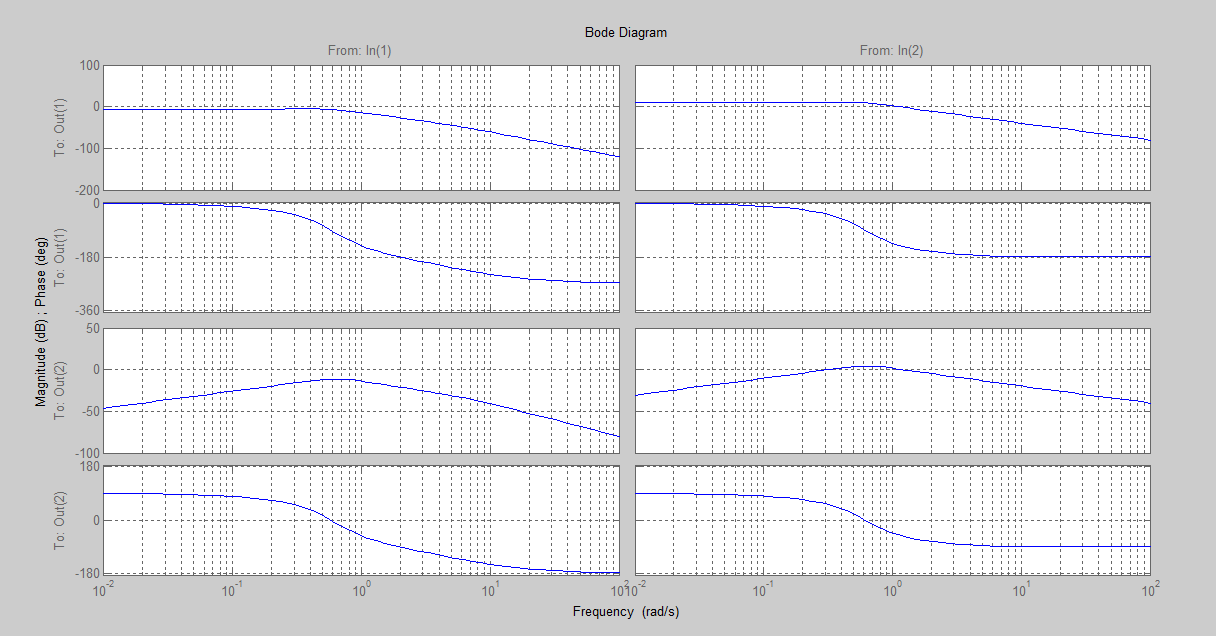 Bode Diagram
From: In(1) From: In(2)
100
0
-100
-200
To: Out(1)
0
-180
-360
To: Out(1)
Magnitude (dB) ; Phase (deg)
50
0
-50
-100
To: Out(2)
180
0
-180
To: Out(2)
10^-2 10^-1 10^0 10^1 10^2 10^-2 10^-1 10^0 10^1 10^2
Frequency (rad/s)